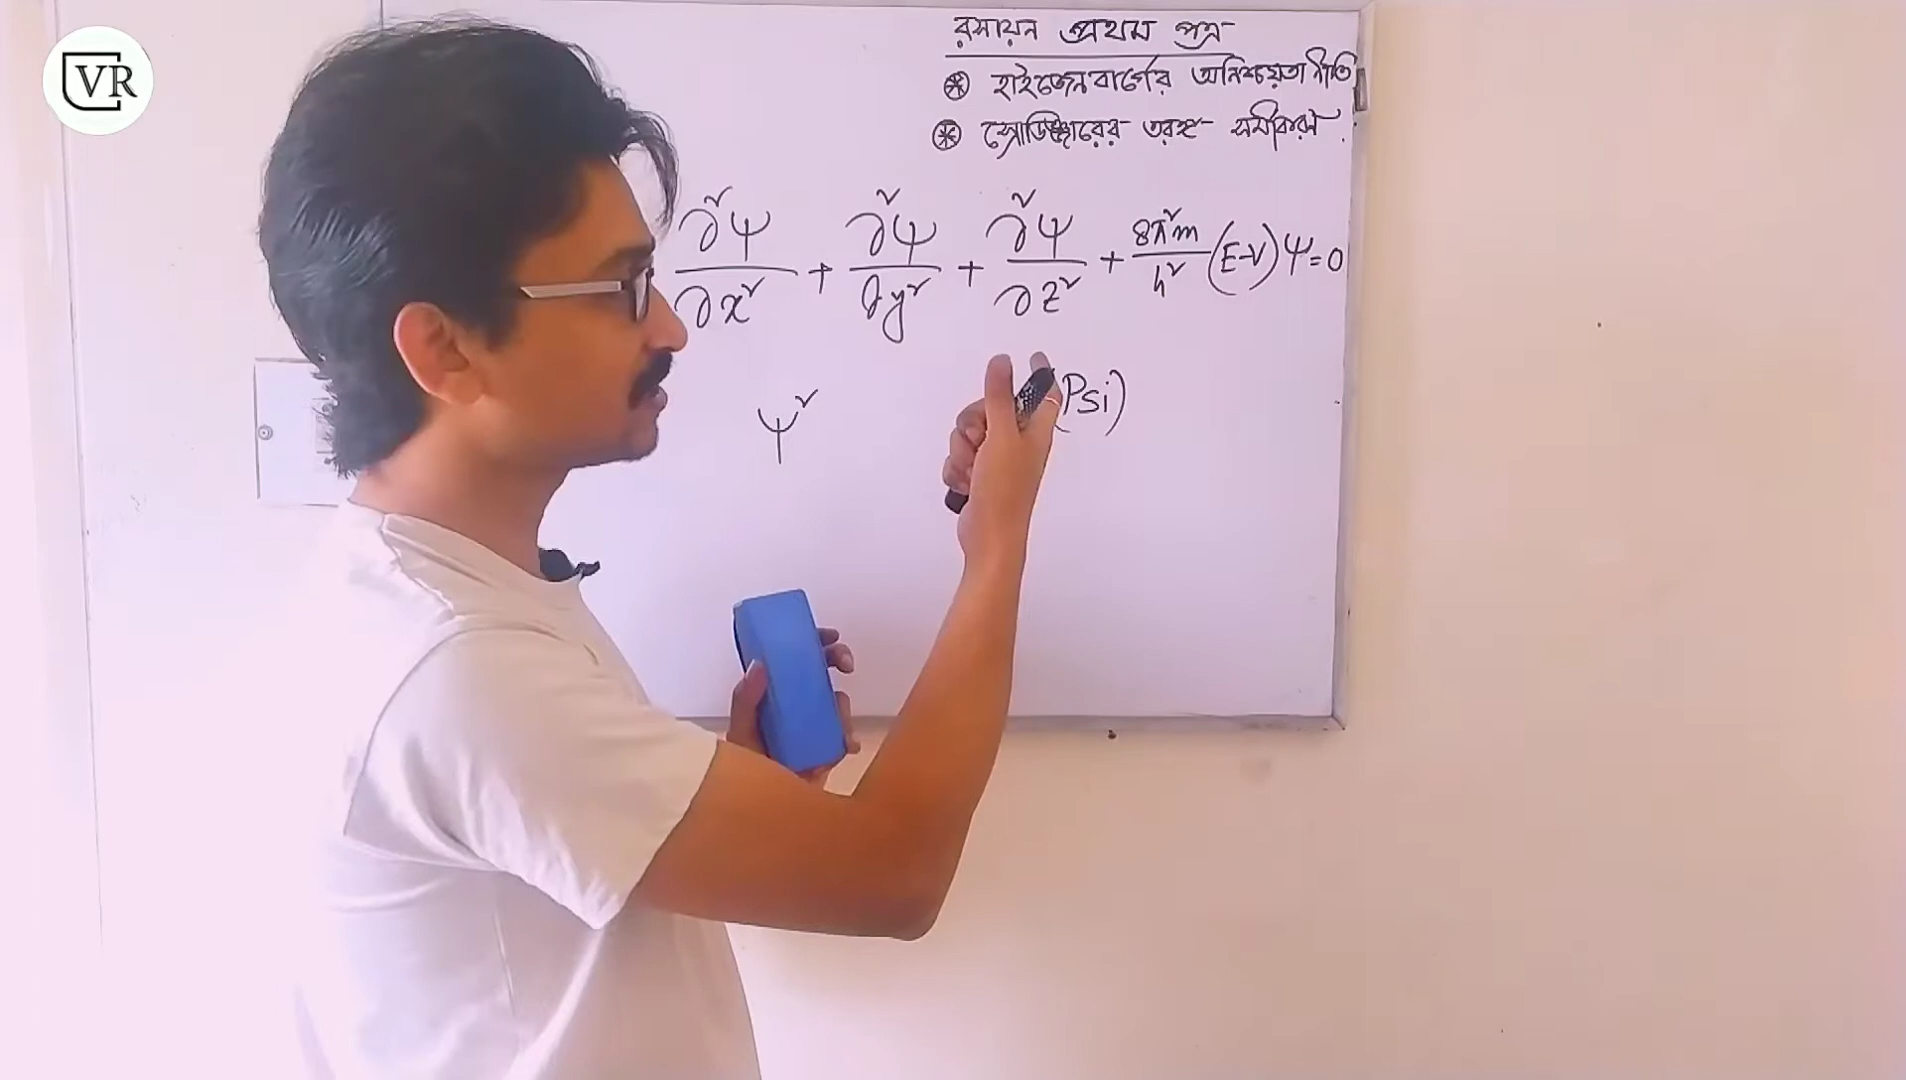 VR
রসায়ন প্রথম পত্র
⊛ হাইজেনবার্গের অনিশ্চয়তা নীতি
⊛ স্রোডিঞ্জারের তরঙ্গ সমীকরণ.
∂²ψ/∂x² + ∂²ψ/∂y² + ∂²ψ/∂z² + 8π²m/h² (E-V) ψ = 0
ψ² (Psi)